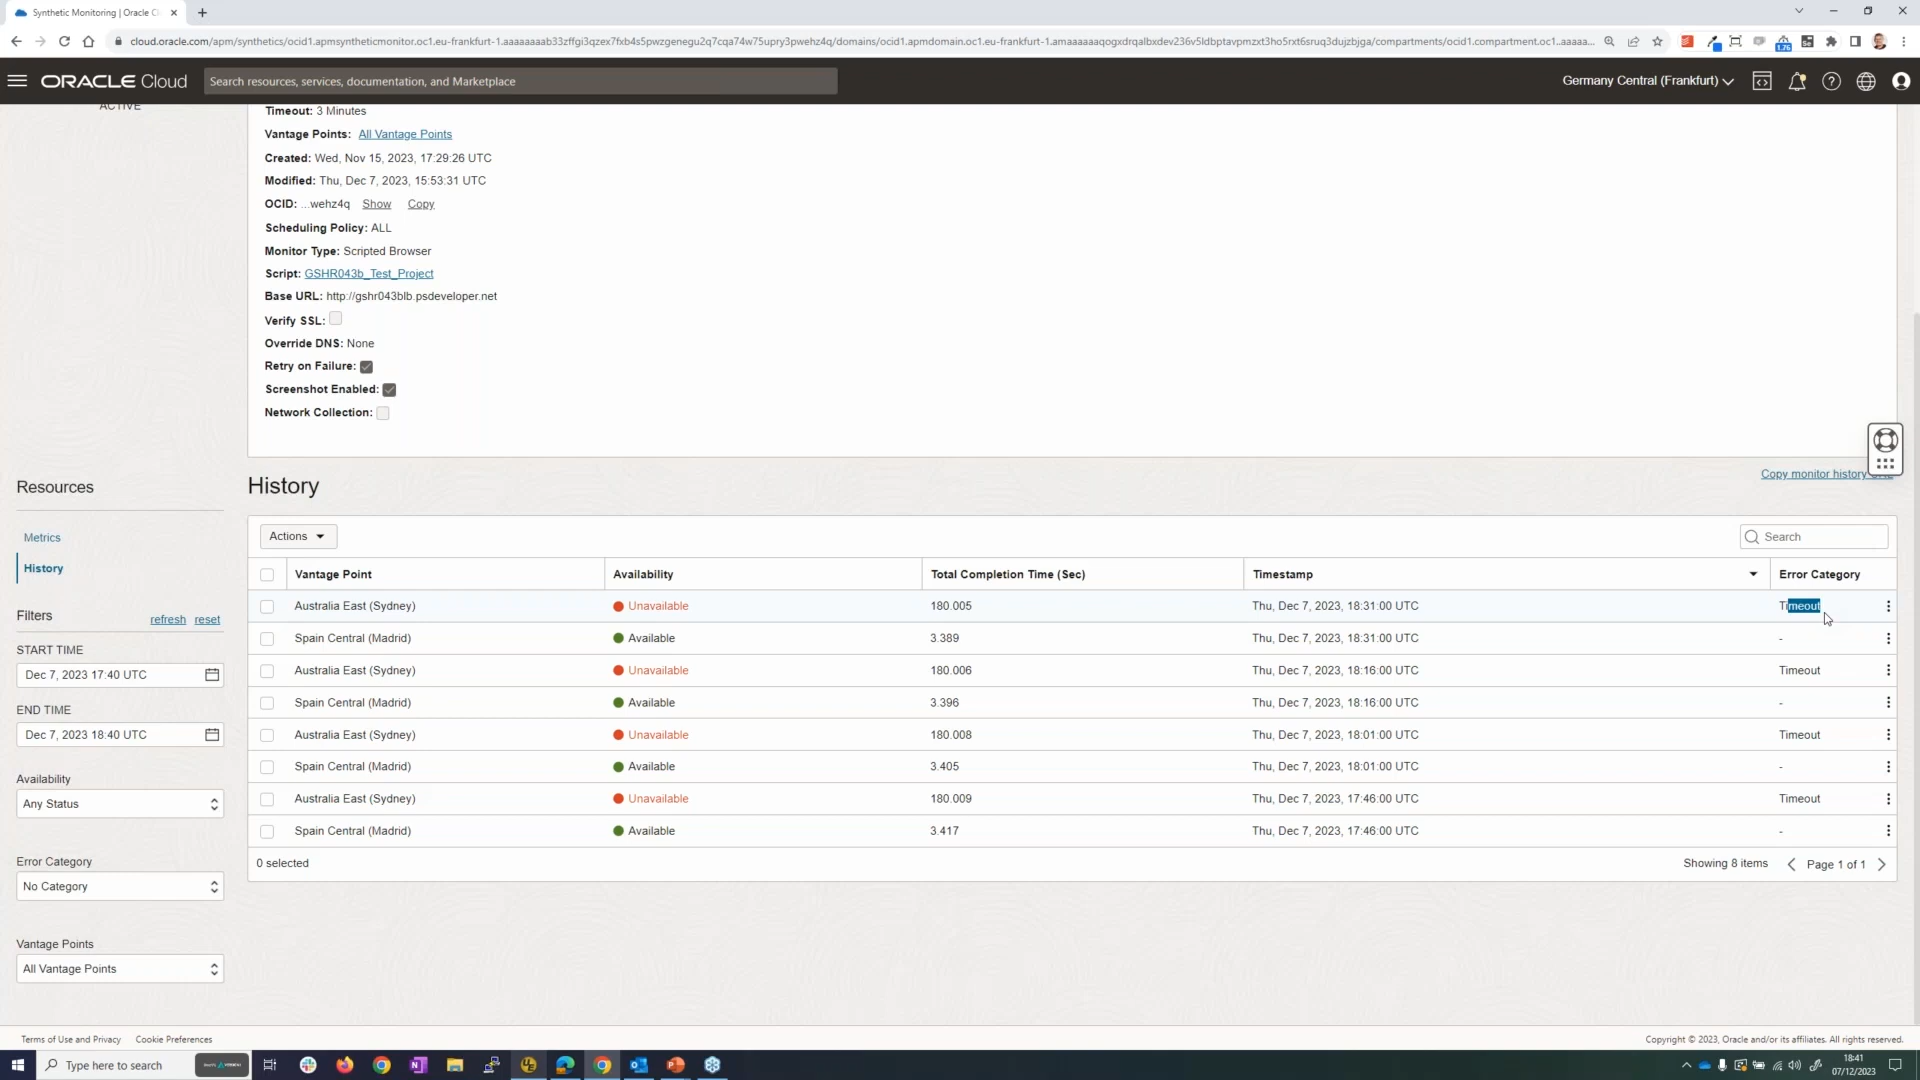 Synthetic Monitoring | Oracle Cl
cloud.oracle.com/apm/synthetics/ocid1.apmsyntheticmonitor.oc1.eu-frankfurt-1.aaaaaaaab33zffgi3qzex7fxb4s5pwzgenegu2q7cqa74w75upry3pwehz4q/domains/ocid1.apmdomain.oc1.eu-frankfurt-1.amaaaaaaqogxdrqalbxdev236v5ldbptavpmzxt3ho5rxt6sruq3dujzbjga/compartments/ocid1.compartment.oc1..aaaaa...
1.76
ORACLE Cloud
Search resources, services, documentation, and Marketplace
Germany Central (Frankfurt)
ACTIVE
Timeout: 3 Minutes
Vantage Points: All Vantage Points
Created: Wed, Nov 15, 2023, 17:29:26 UTC
Modified: Thu, Dec 7, 2023, 15:53:31 UTC
OCID: ...wehz4q Show Copy
Scheduling Policy: ALL
Monitor Type: Scripted Browser
Script: GSHR043b_Test_Project
Base URL: http://gshr043blb.psdeveloper.net
Verify SSL:
Override DNS: None
Retry on Failure:
Screenshot Enabled:
Network Collection:
Resources
Metrics
History
Filters refresh reset
START TIME
Dec 7, 2023 17:40 UTC
END TIME
Dec 7, 2023 18:40 UTC
Availability
Any Status
Error Category
No Category
Vantage Points
All Vantage Points
History
Copy monitor history
Actions
Search
Vantage Point Availability Total Completion Time (Sec) Timestamp Error Category
Australia East (Sydney) Unavailable 180.005 Thu, Dec 7, 2023, 18:31:00 UTC Timeout
Spain Central (Madrid) Available 3.389 Thu, Dec 7, 2023, 18:31:00 UTC -
Australia East (Sydney) Unavailable 180.006 Thu, Dec 7, 2023, 18:16:00 UTC Timeout
Spain Central (Madrid) Available 3.396 Thu, Dec 7, 2023, 18:16:00 UTC -
Australia East (Sydney) Unavailable 180.008 Thu, Dec 7, 2023, 18:01:00 UTC Timeout
Spain Central (Madrid) Available 3.405 Thu, Dec 7, 2023, 18:01:00 UTC -
Australia East (Sydney) Unavailable 180.009 Thu, Dec 7, 2023, 17:46:00 UTC Timeout
Spain Central (Madrid) Available 3.417 Thu, Dec 7, 2023, 17:46:00 UTC -
0 selected
Showing 8 items Page 1 of 1
Terms of Use and Privacy Cookie Preferences
Copyright © 2023, Oracle and/or its affiliates. All rights reserved.
Type here to search
18:41
07/12/2023